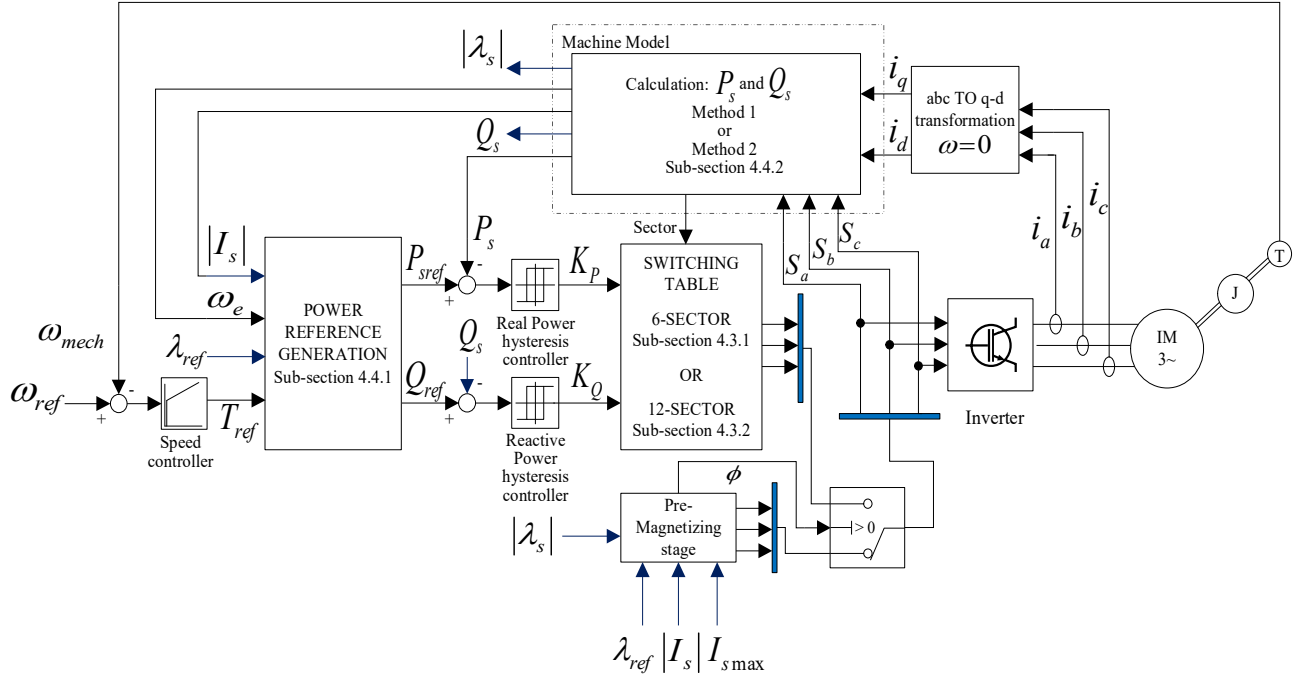 Machine Model
|λs|
Calculation: Ps and Qs
Method 1
or
Method 2
Sub-section 4.4.2
iq
id
abc TO q-d
transformation
ω=0
Qs
ia
ib
ic
Sector
Sa
Sb
Sc
T
J
IM
3~
Inverter
|Is|
ωe
λref
Tref
ωmech
ωref
+
-
Speed
controller
POWER
REFERENCE
GENERATION
Sub-section 4.4.1
Psref
Ps
+
-
KP
Real Power
hysteresis
controller
Qref
Qs
+
-
KQ
Reactive
Power
hysteresis
controller
SWITCHING
TABLE
6-SECTOR
Sub-section 4.3.1
OR
12-SECTOR
Sub-section 4.3.2
ϕ
Pre-
Magnetizing
stage
|λs|
> 0
λref |Is| Is max